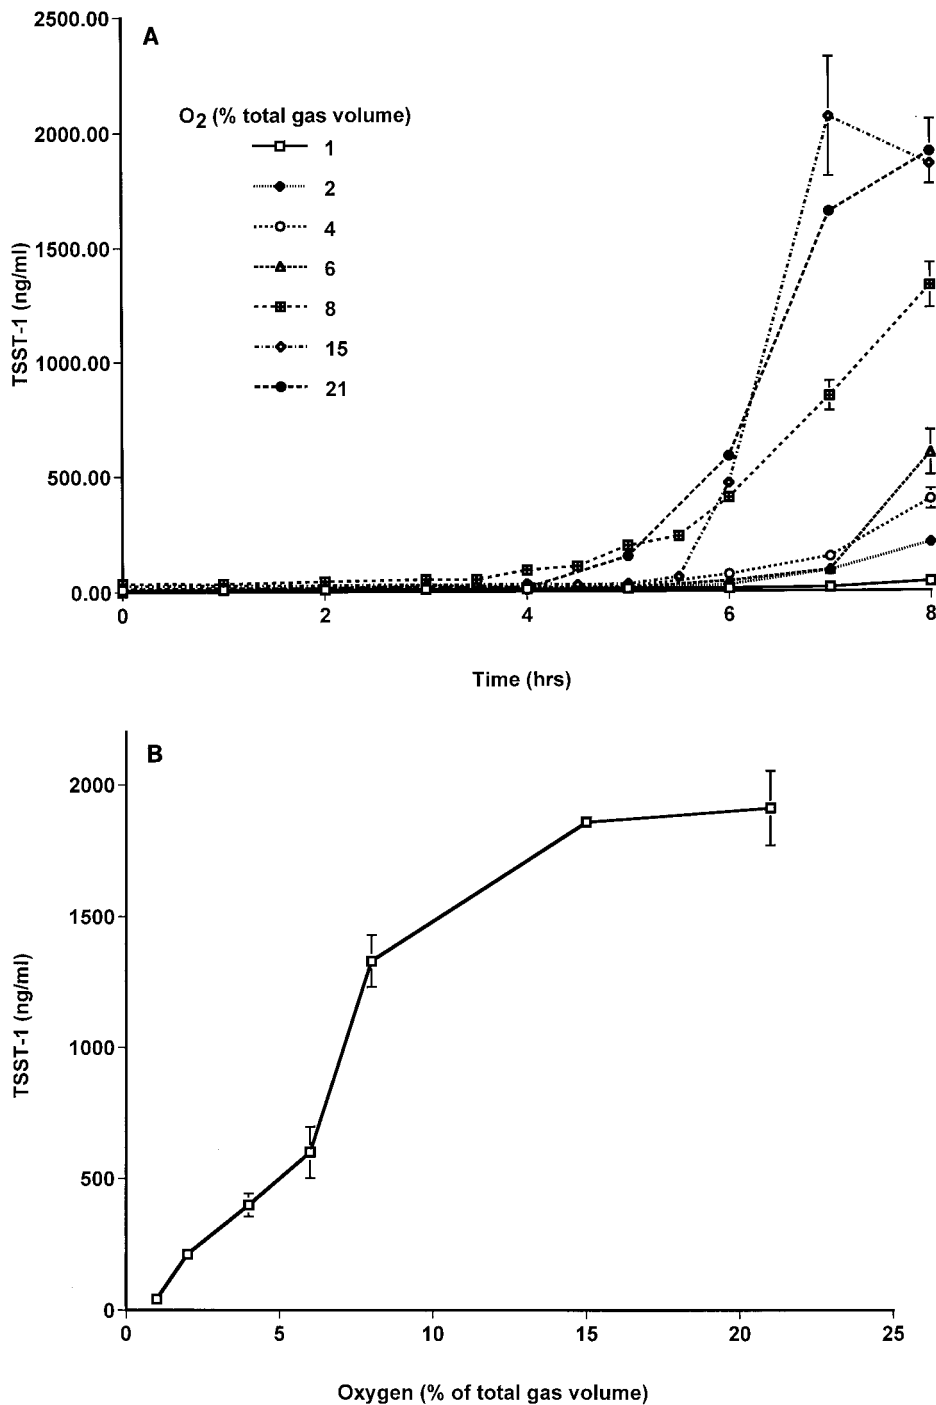 A
2500.00
2000.00
1500.00
1000.00
500.00
0.00
TSST-1 (ng/ml)
O2 (% total gas volume)
1
2
4
6
8
15
21
0 2 4 6 8
Time (hrs)
B
2000
1500
1000
500
0
TSST-1 (ng/ml)
0 5 10 15 20 25
Oxygen (% of total gas volume)